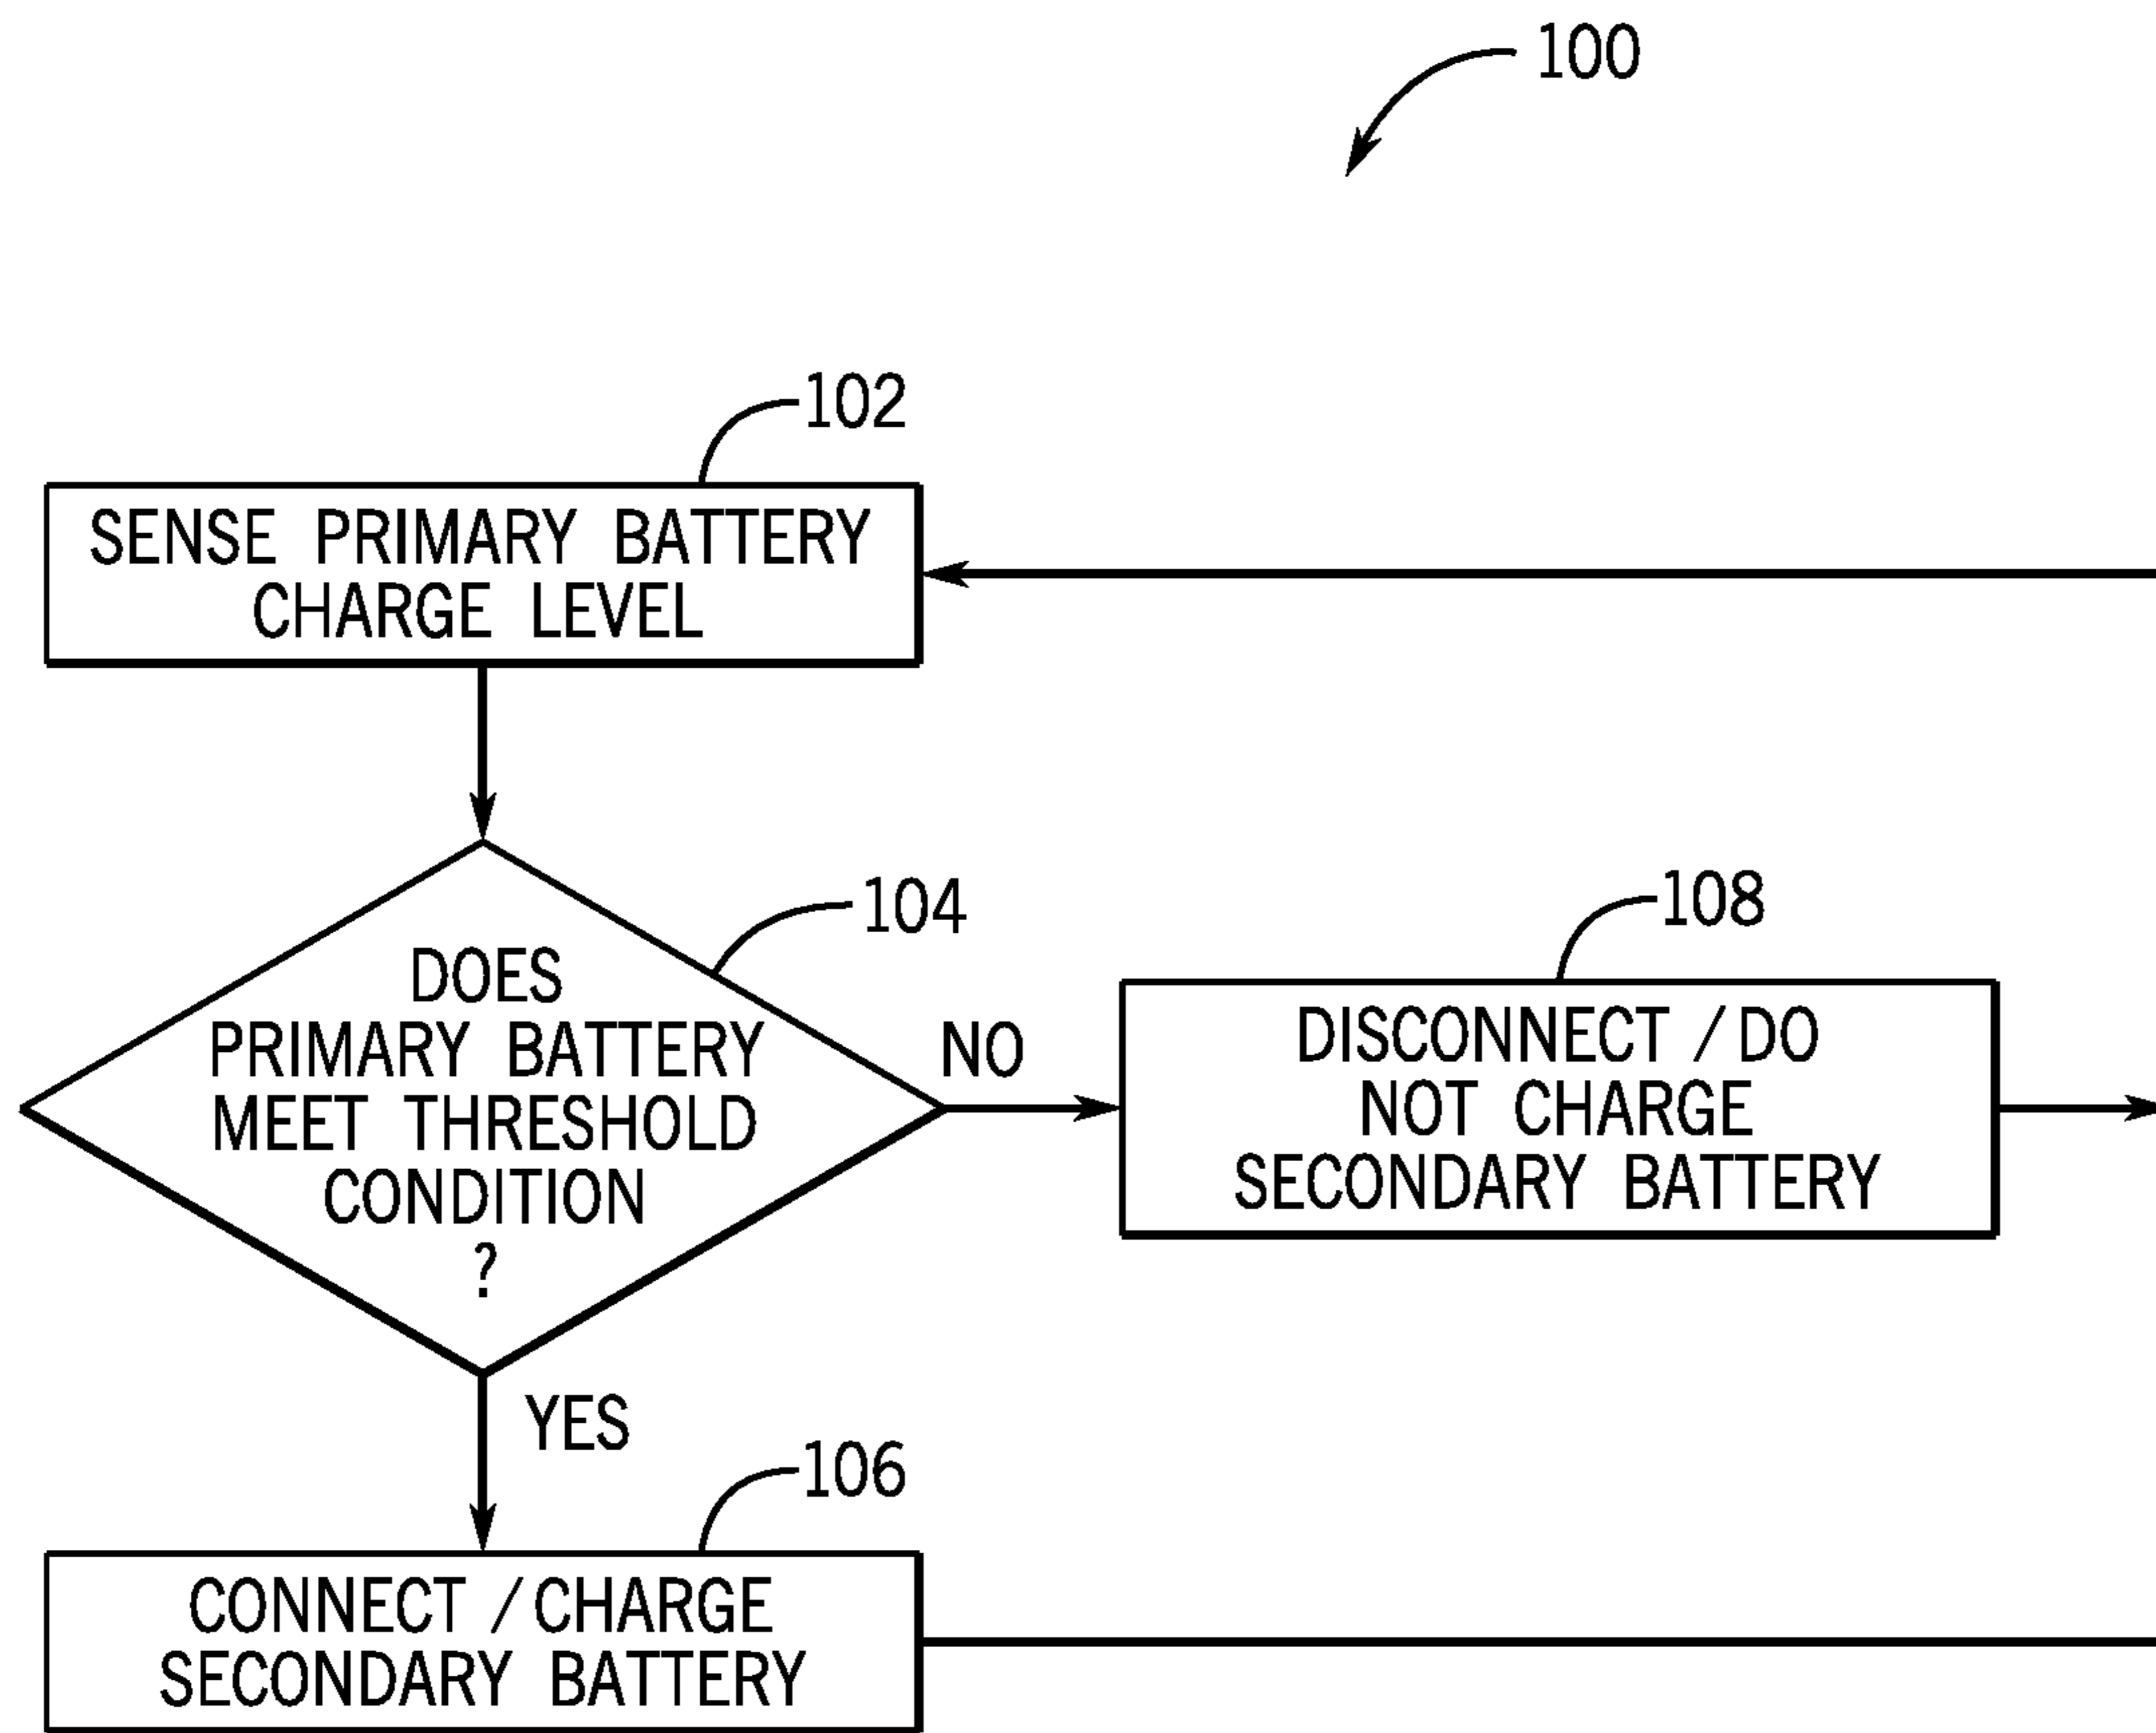 100
102
SENSE PRIMARY BATTERY
CHARGE LEVEL
104
DOES
PRIMARY BATTERY
MEET THRESHOLD
CONDITION
?
NO
108
DISCONNECT / DO
NOT CHARGE
SECONDARY BATTERY
YES
106
CONNECT / CHARGE
SECONDARY BATTERY